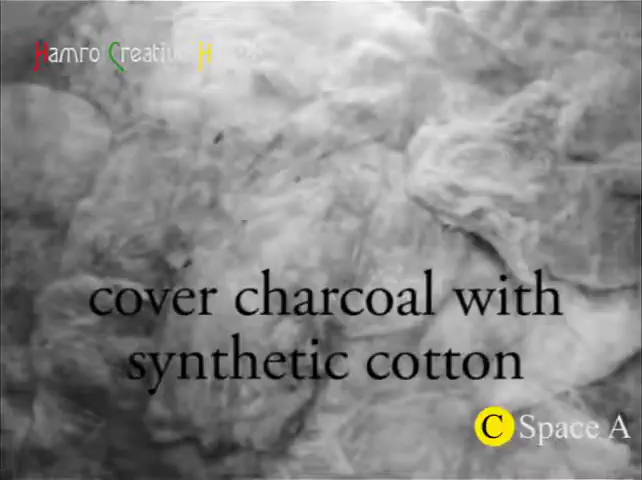 Hamro Creative H
cover charcoal with
synthetic cotton
C Space A